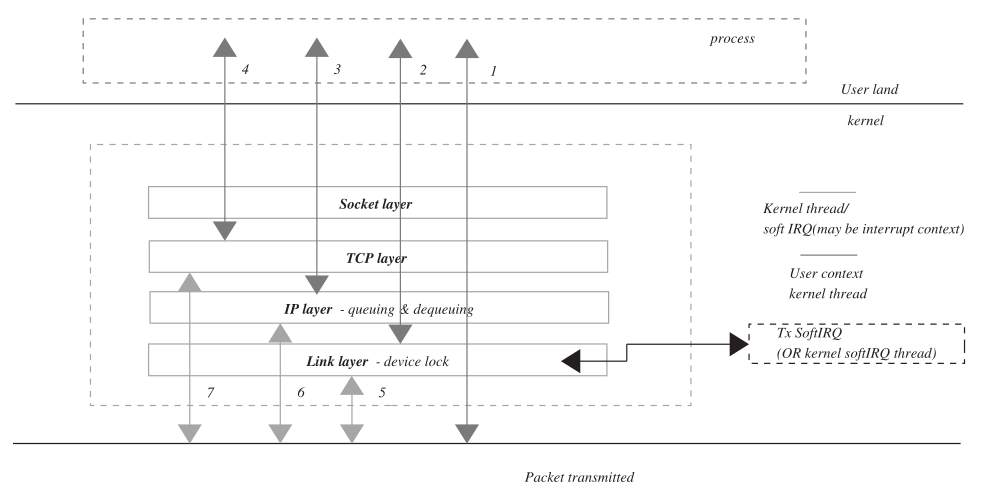 process
4
3
2
1
User land
kernel
Socket layer
Kernel thread/
soft IRQ(may be interrupt context)
TCP layer
User context
kernel thread
IP layer - queuing & dequeuing
Tx SoftIRQ
(OR kernel softIRQ thread)
Link layer - device lock
7
6
5
Packet transmitted